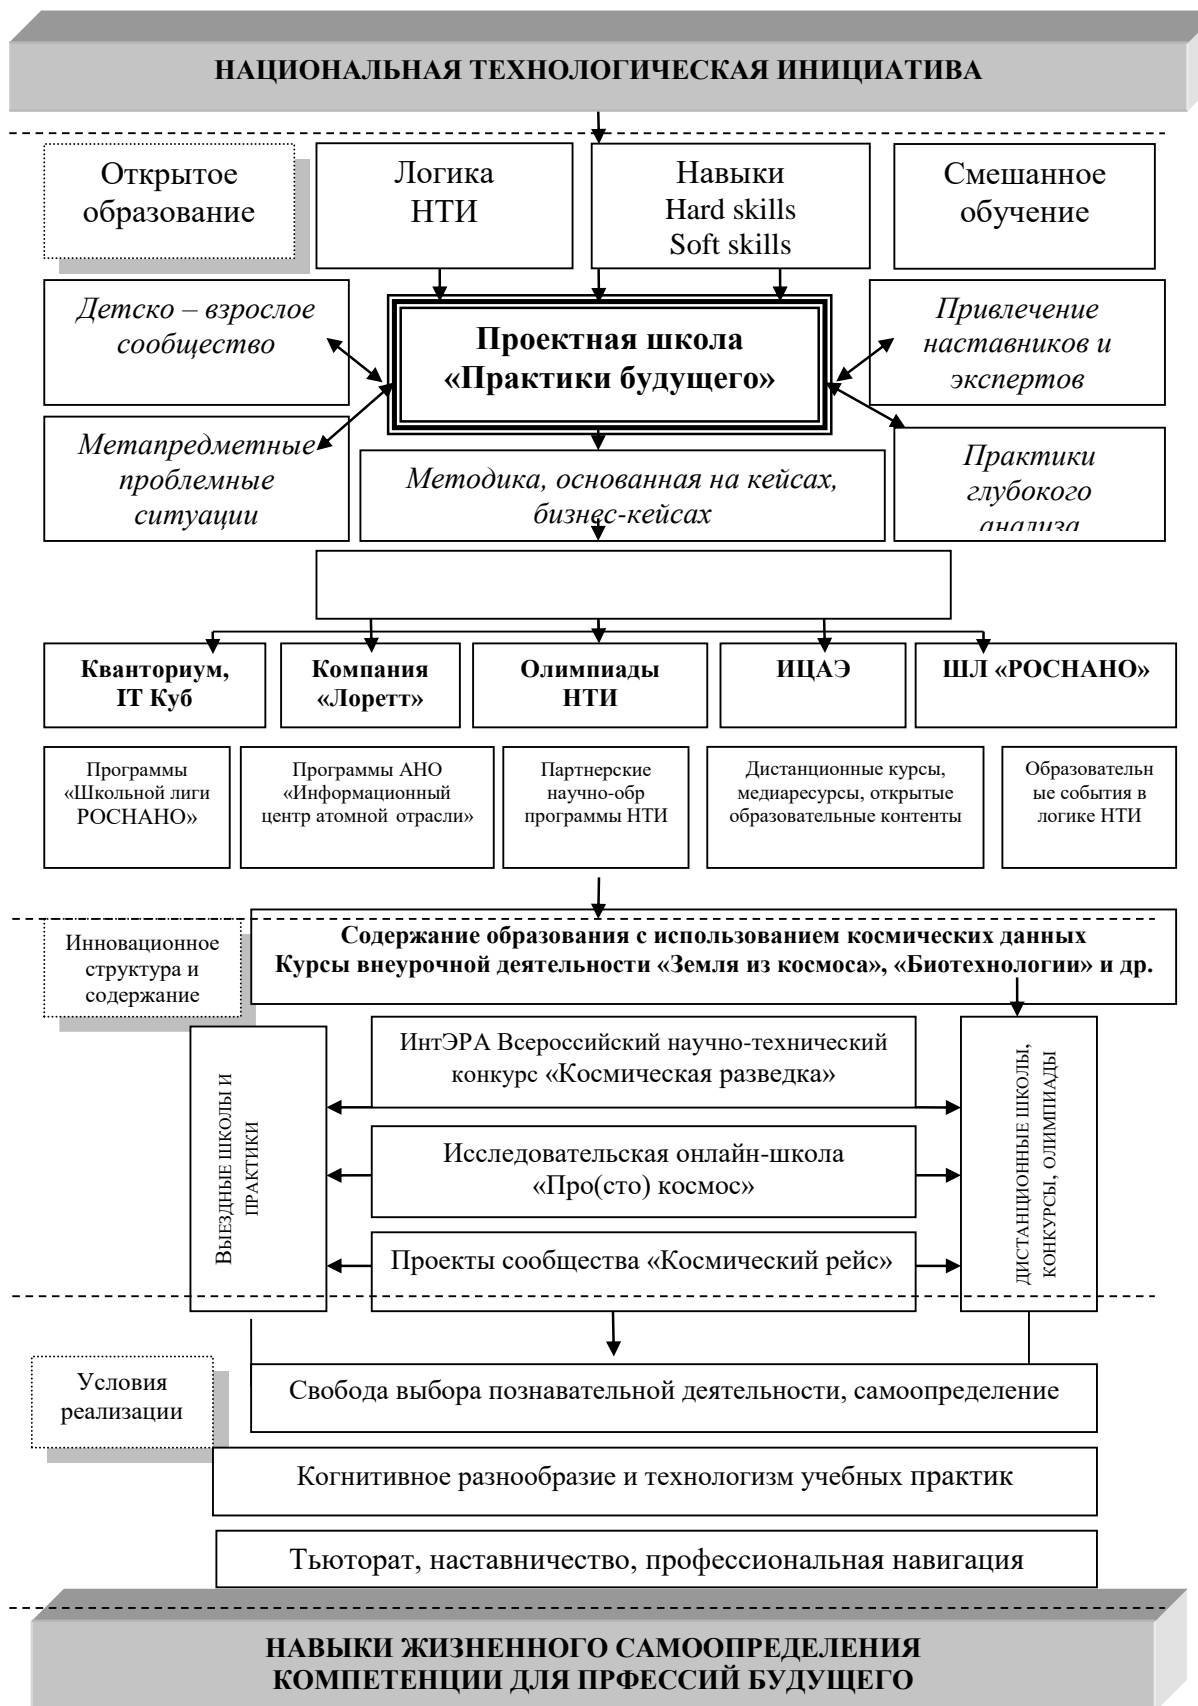 НАЦИОНАЛЬНАЯ ТЕХНОЛОГИЧЕСКАЯ ИНИЦИАТИВА
Открытое
образование
Логика
НТИ
Навыки
Hard skills
Soft skills
Смешанное
обучение
Детско – взрослое
сообщество
Проектная школа
«Практики будущего»
Привлечение
наставников и
экспертов
Метапредметные
проблемные
ситуации
Методика, основанная на кейсах,
бизнес-кейсах
Практики
глубокого
анализа
Кванториум,
IT Куб
Компания
«Лоретт»
Олимпиады
НТИ
ИЦАЭ
ШЛ «РОСНАНО»
Программы
«Школьной лиги
РОСНАНО»
Программы АНО
«Информационный
центр атомной отрасли»
Партнерские
научно-обр
программы НТИ
Дистанционные курсы,
медиаресурсы, открытые
образовательные контенты
Образовательн
ые события в
логике НТИ
Инновационное
структура и
содержание
Содержание образования с использованием космических данных
Курсы внеурочной деятельности «Земля из космоса», «Биотехнологии» и др.
Выездные школы и
практики
ИнтЭРА Всероссийский научно-технический
конкурс «Космическая разведка»
Исследовательская онлайн-школа
«Про(сто) космос»
Проекты сообщества «Космический рейс»
дистанционные школы,
конкурсы, олимпиады
Условия
реализации
Свобода выбора познавательной деятельности, самоопределение
Когнитивное разнообразие и технологизм учебных практик
Тьюторат, наставничество, профессиональная навигация
НАВЫКИ ЖИЗНЕННОГО САМООПРЕДЕЛЕНИЯ
КОМПЕТЕНЦИИ ДЛЯ ПРФЕССИЙ БУДУЩЕГО